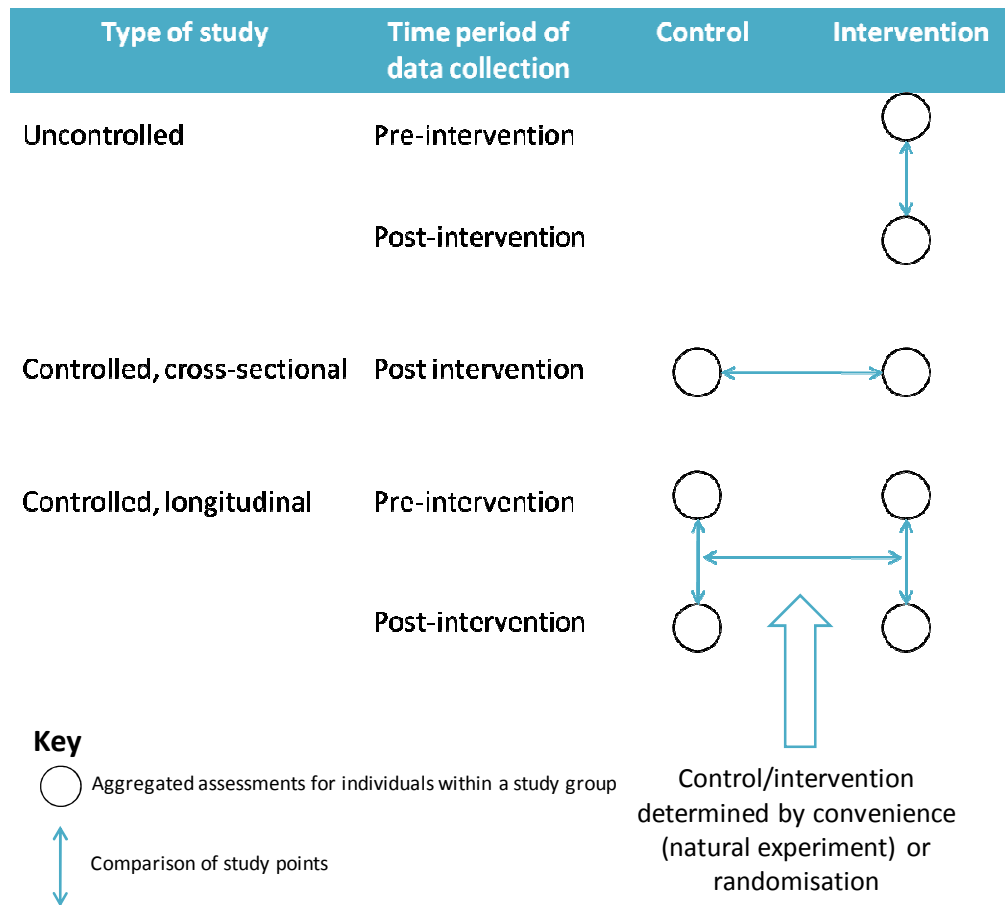 Type of study
Time period of
data collection
Control
Intervention
Uncontrolled
Pre-intervention
Post-intervention
Controlled, cross-sectional
Post intervention
Controlled, longitudinal
Pre-intervention
Post-intervention
Key
Aggregated assessments for individuals within a study group
Comparison of study points
Control/intervention
determined by convenience
(natural experiment) or
randomisation